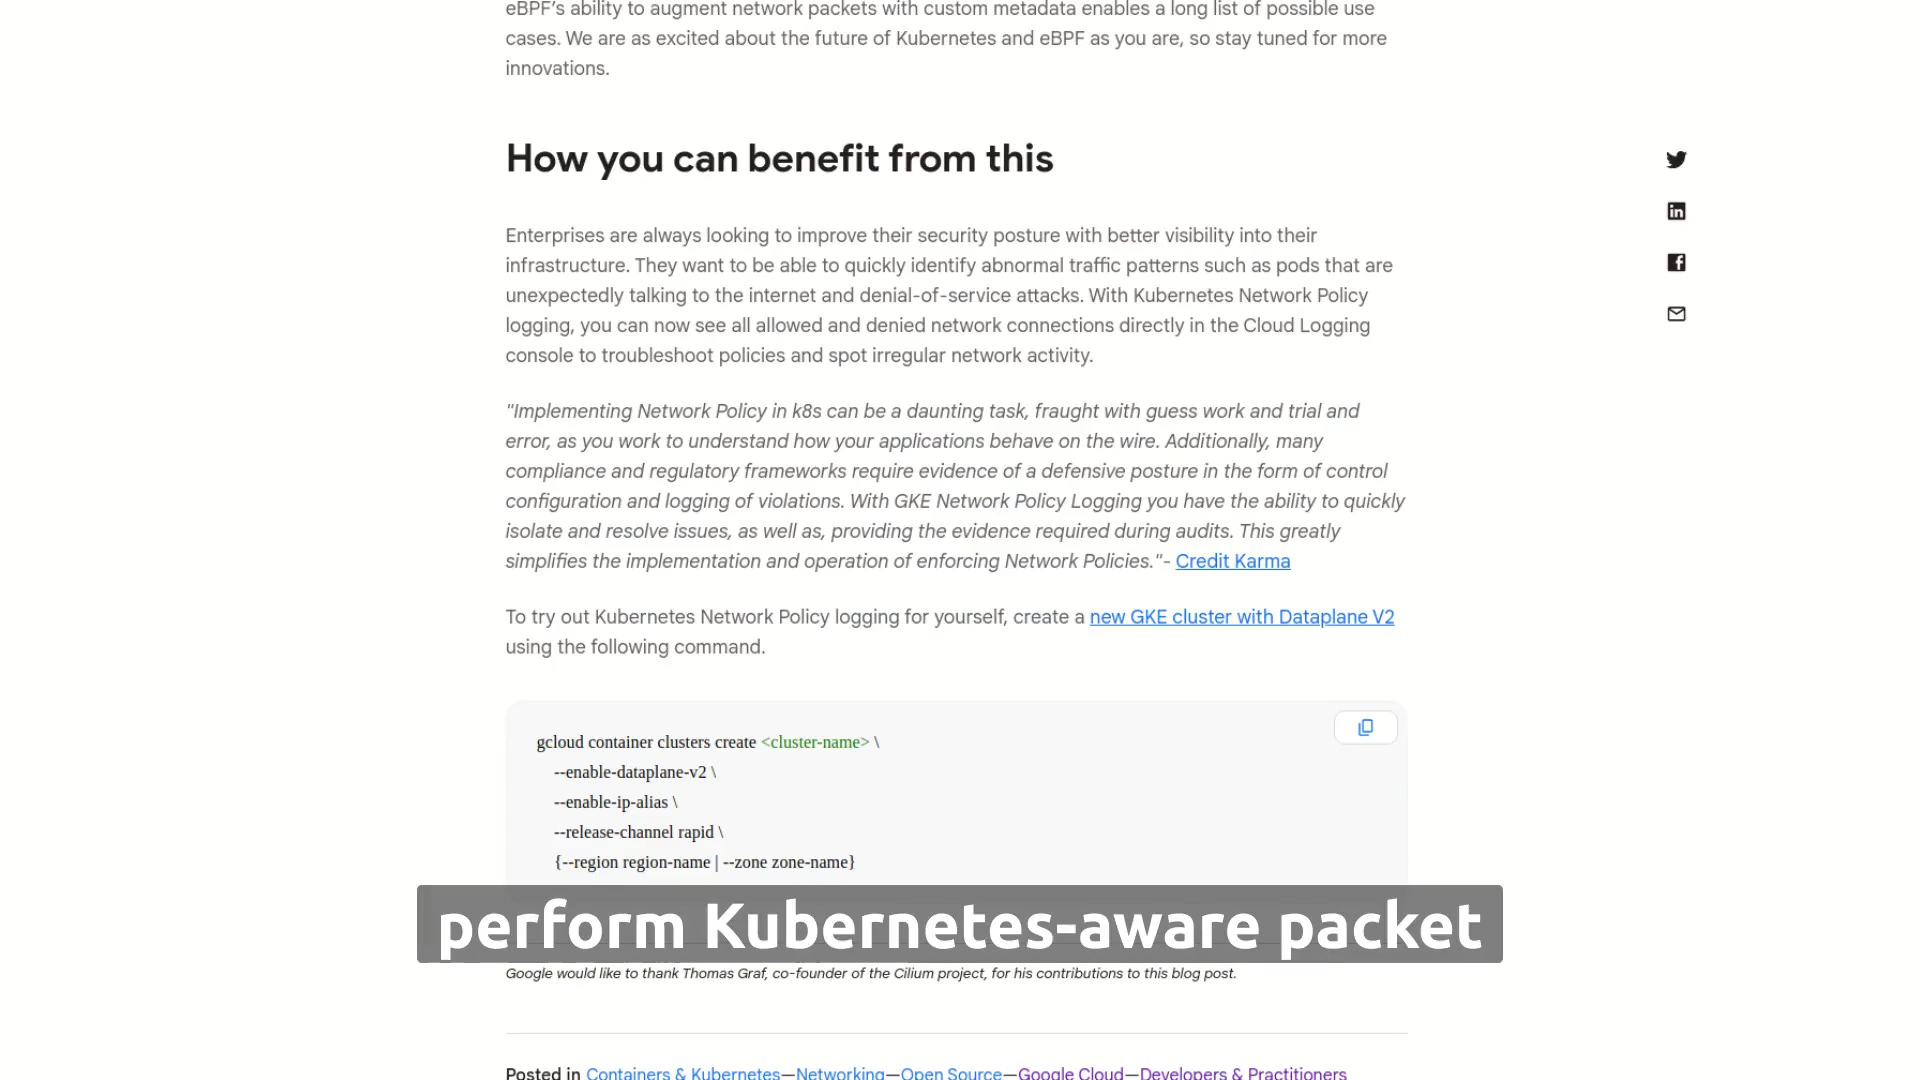 eBPF's ability to augment network packets with custom metadata enables a long list of possible use
cases. We are as excited about the future of Kubernetes and eBPF as you are, so stay tuned for more
innovations.
How you can benefit from this
Enterprises are always looking to improve their security posture with better visibility into their
infrastructure. They want to be able to quickly identify abnormal traffic patterns such as pods that are
unexpectedly talking to the internet and denial-of-service attacks. With Kubernetes Network Policy
logging, you can now see all allowed and denied network connections directly in the Cloud Logging
console to troubleshoot policies and spot irregular network activity.
"Implementing Network Policy in k8s can be a daunting task, fraught with guess work and trial and
error, as you work to understand how your applications behave on the wire. Additionally, many
compliance and regulatory frameworks require evidence of a defensive posture in the form of control
configuration and logging of violations. With GKE Network Policy Logging you have the ability to quickly
isolate and resolve issues, as well as, providing the evidence required during audits. This greatly
simplifies the implementation and operation of enforcing Network Policies."- Credit Karma
To try out Kubernetes Network Policy logging for yourself, create a new GKE cluster with Dataplane V2
using the following command.
gcloud container clusters create <cluster-name> \
--enable-dataplane-v2 \
--enable-ip-alias \
--release-channel rapid \
{--region region-name | --zone zone-name}
perform Kubernetes-aware packet
Google would like to thank Thomas Graf, co-founder of the Cilium project, for his contributions to this blog post.
Posted in Containers & Kubernetes—Networking—Open Source—Google Cloud—Developers & Practitioners